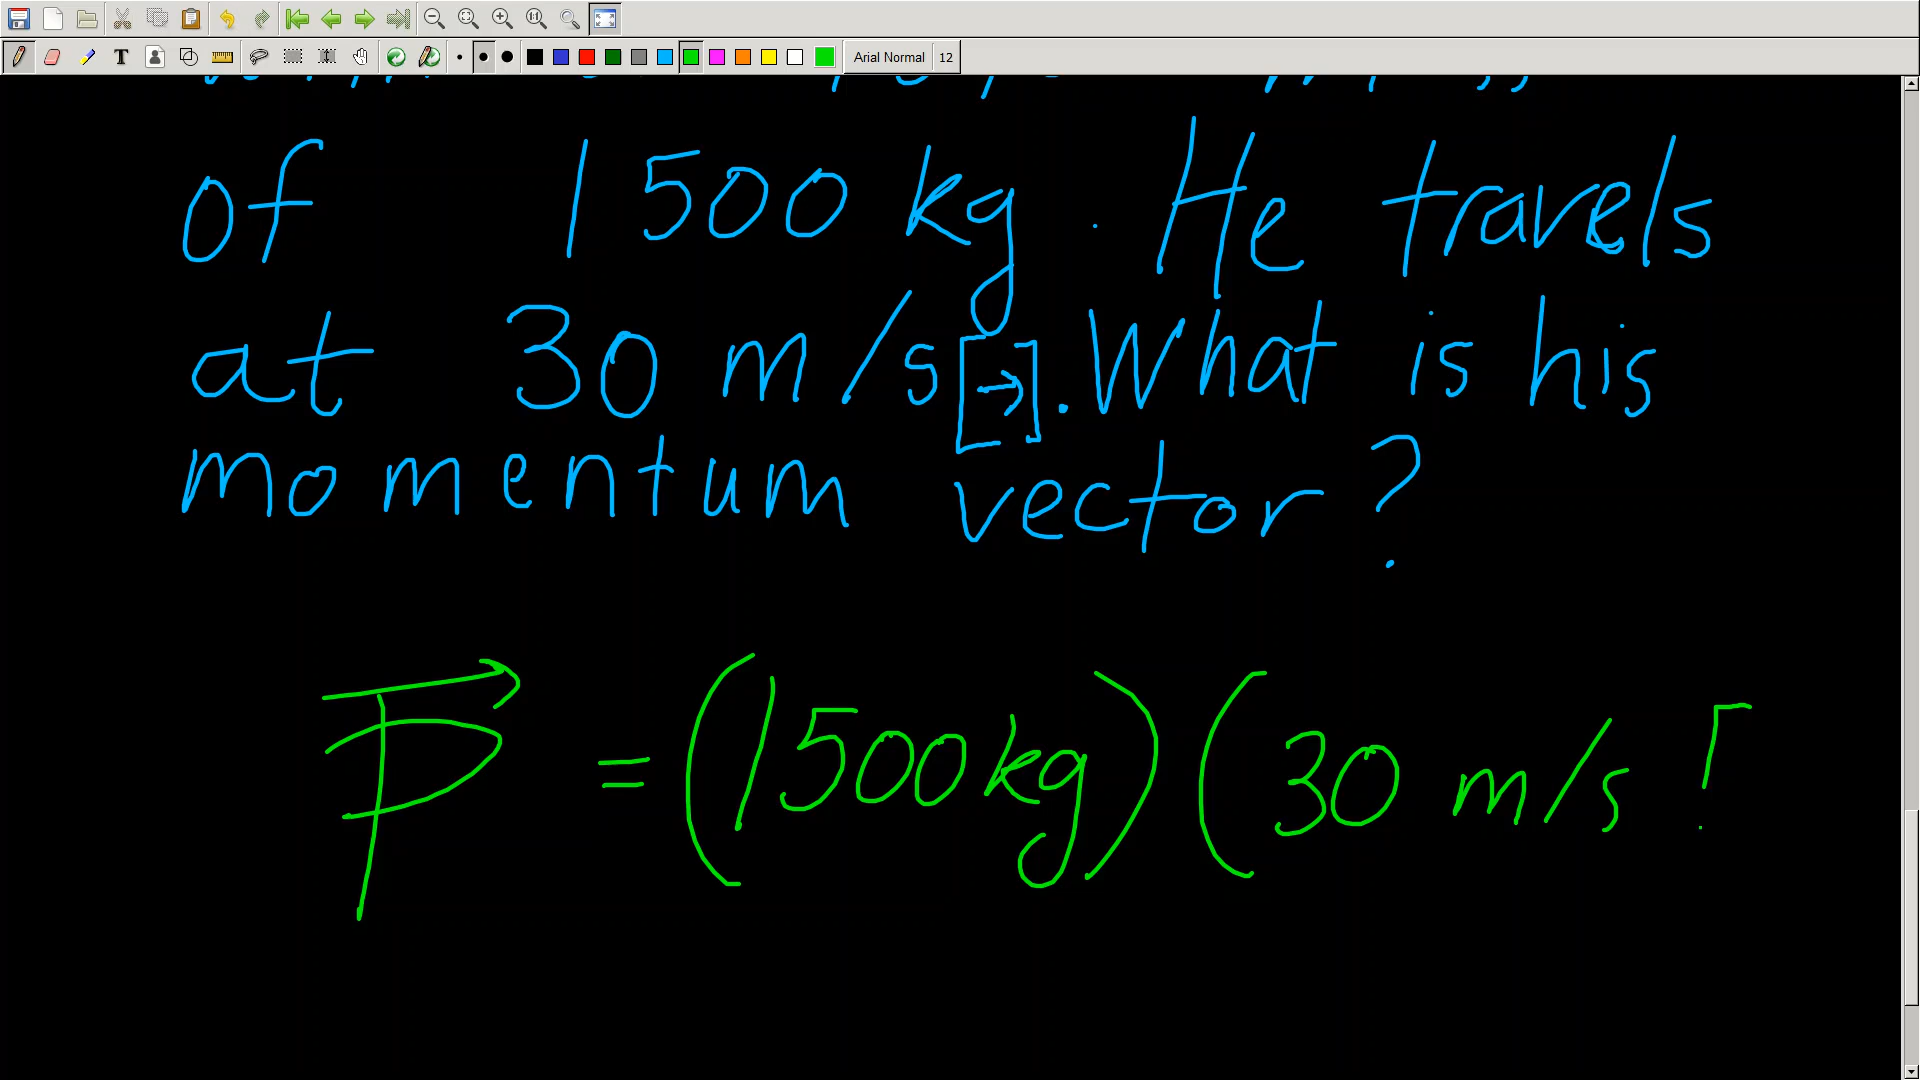 Arial Normal 12
of 1500 kg. He travels
at 30 m/s [→]. What is his
momentum vector?
P⃗ = (1500 kg) (30 m/s [